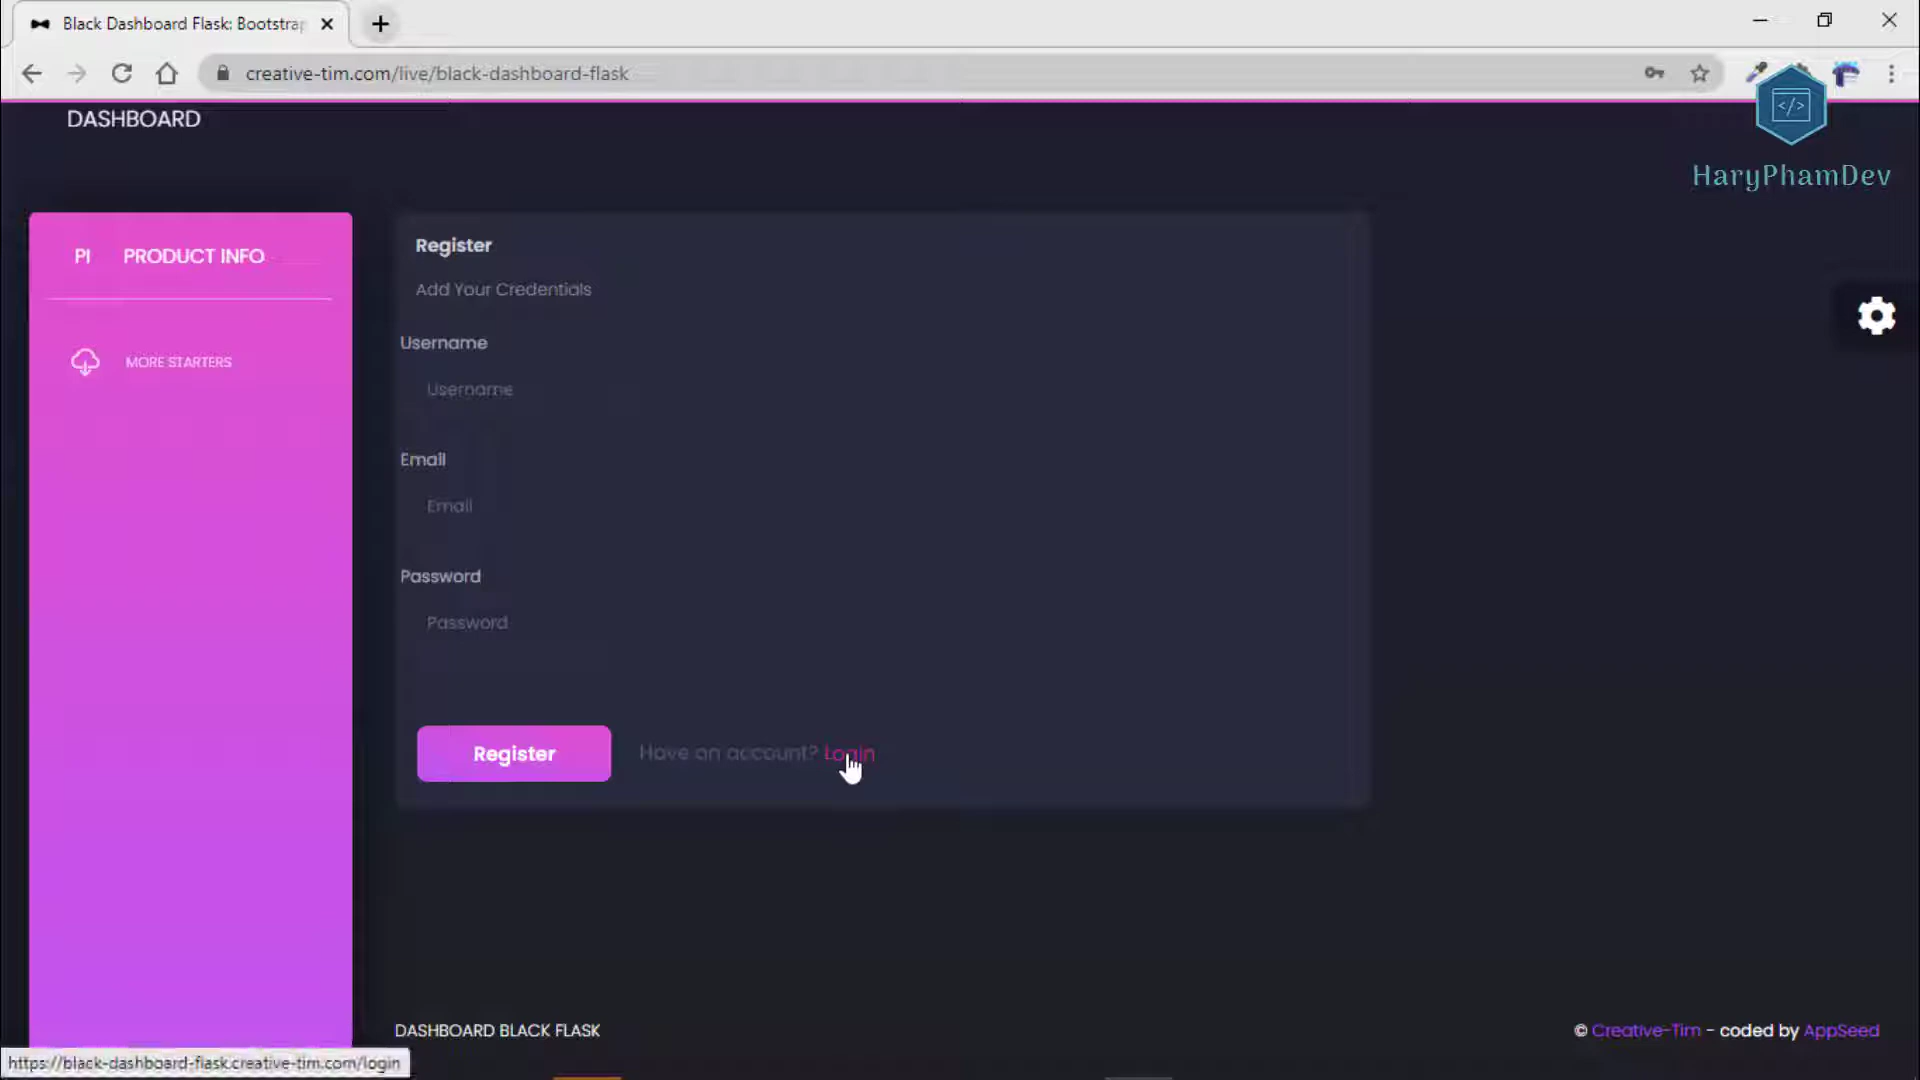 Black Dashboard Flask: Bootstrap
creative-tim.com/live/black-dashboard-flask
DASHBOARD
</>
HaryPhamDev
PI PRODUCT INFO
MORE STARTERS
Register
Add Your Credentials
Username
Username
Email
Email
Password
Password
Register Have an account? Login
DASHBOARD BLACK FLASK
© Creative-Tim - coded by AppSeed
https://black-dashboard-flask.creative-tim.com/login